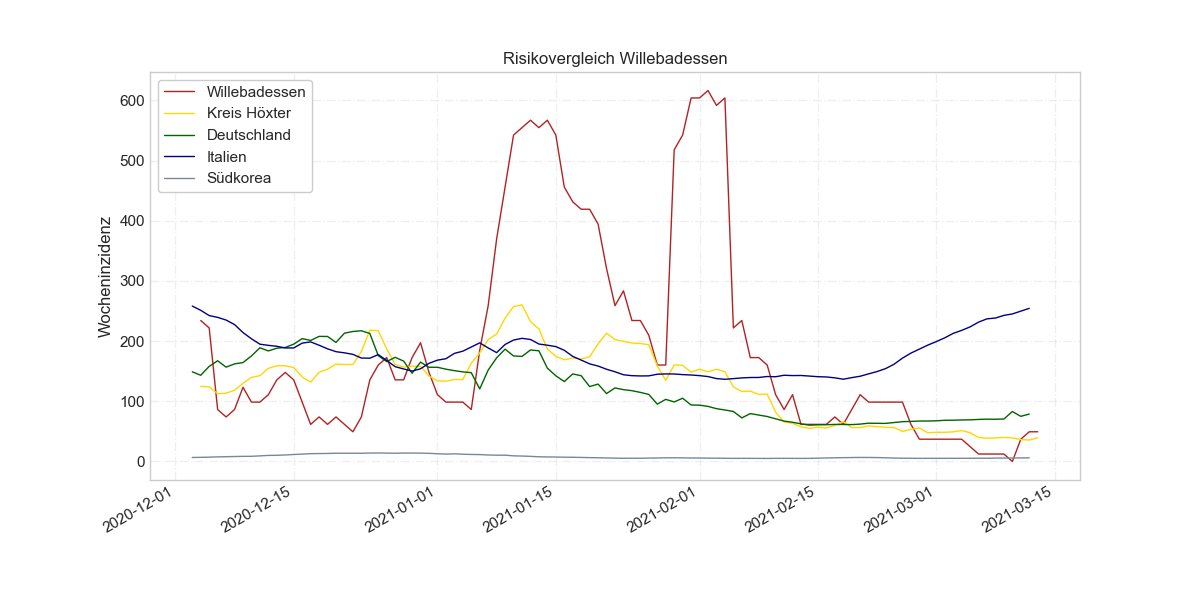 Risikovergleich Willebadessen
Willebadessen
Kreis Höxter
Deutschland
Italien
Südkorea
Wocheninzidenz
600
500
400
300
200
100
0
2020-12-01
2020-12-15
2021-01-01
2021-01-15
2021-02-01
2021-02-15
2021-03-01
2021-03-15